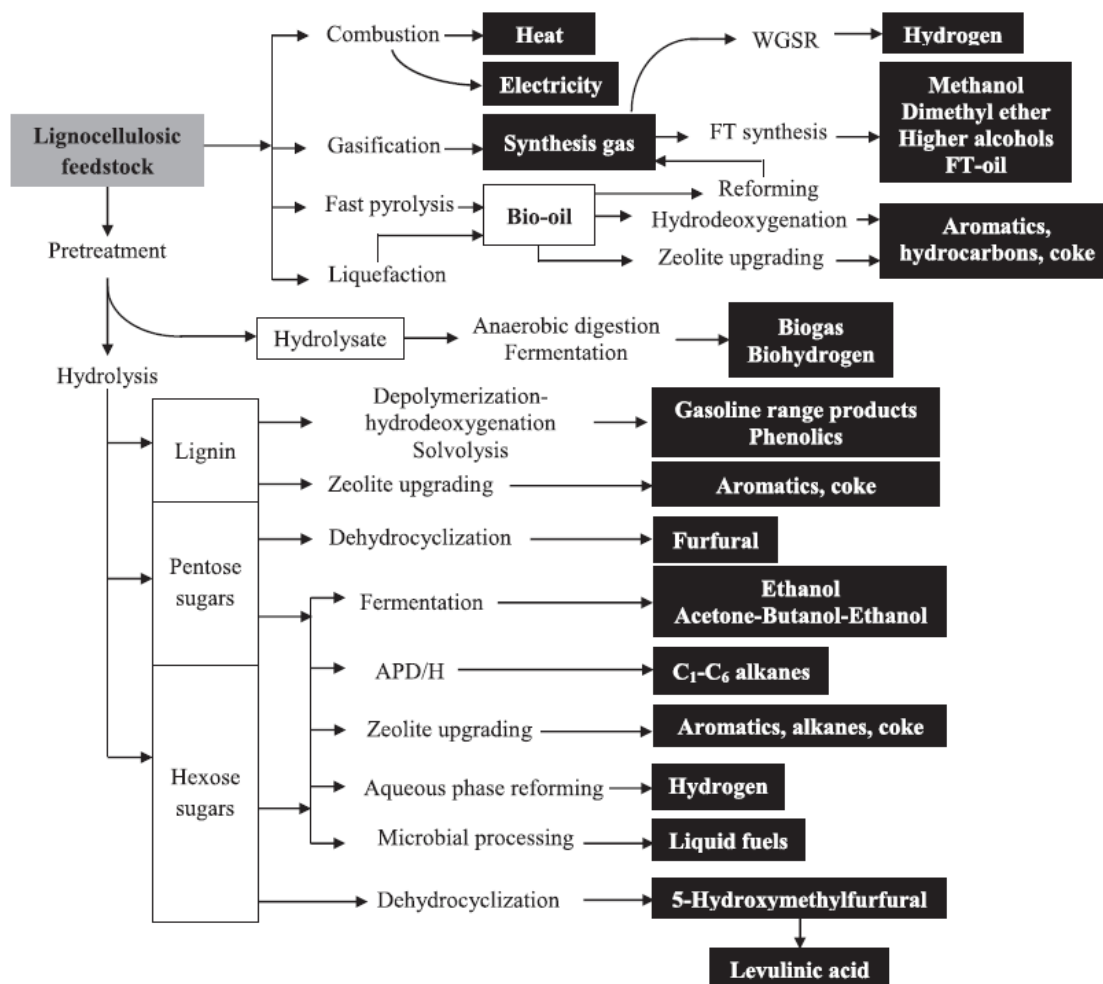 Combustion
Heat
WGSR
Hydrogen
Electricity
Methanol
Dimethyl ether
Higher alcohols
FT-oil
Lignocellulosic
feedstock
Gasification
Synthesis gas
FT synthesis
Fast pyrolysis
Bio-oil
Reforming
Hydrodeoxygenation
Aromatics,
hydrocarbons, coke
Pretreatment
Liquefaction
Zeolite upgrading
Hydrolysate
Anaerobic digestion
Fermentation
Biogas
Biohydrogen
Hydrolysis
Lignin
Depolymerization-
hydrodeoxygenation
Solvolysis
Gasoline range products
Phenolics
Zeolite upgrading
Aromatics, coke
Pentose
sugars
Dehydrocyclization
Furfural
Fermentation
Ethanol
Acetone-Butanol-Ethanol
APD/H
C₁-C₆ alkanes
Zeolite upgrading
Aromatics, alkanes, coke
Hexose
sugars
Aqueous phase reforming
Hydrogen
Microbial processing
Liquid fuels
Dehydrocyclization
5-Hydroxymethylfurfural
Levulinic acid